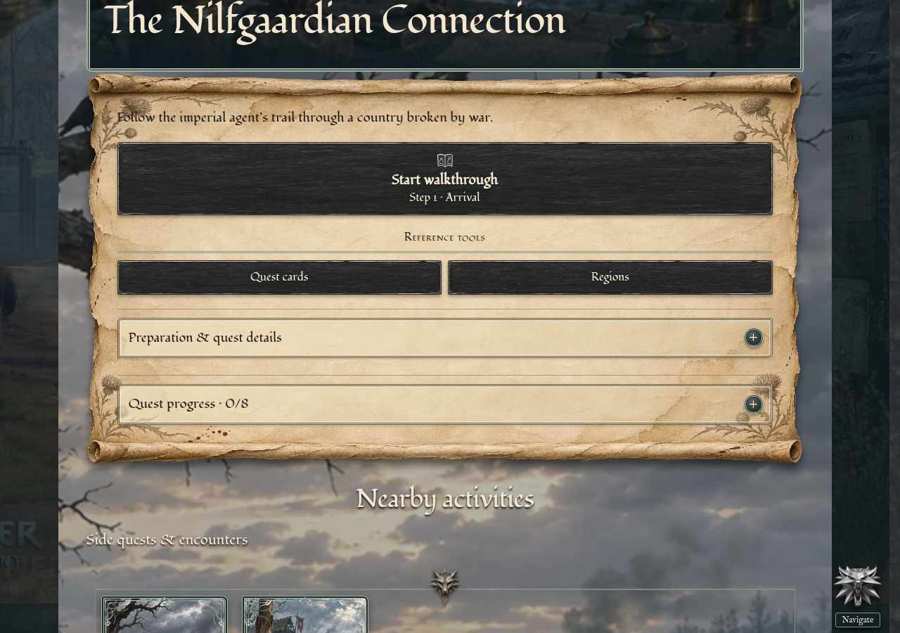 The Nilfgaardian Connection
Follow the imperial agent's trail through a country broken by war.
Start walkthrough
Step 1 · Arrival
Reference tools
Quest cards
Regions
Preparation & quest details
Quest progress · 0/8
Nearby activities
Side quests & encounters
Navigate